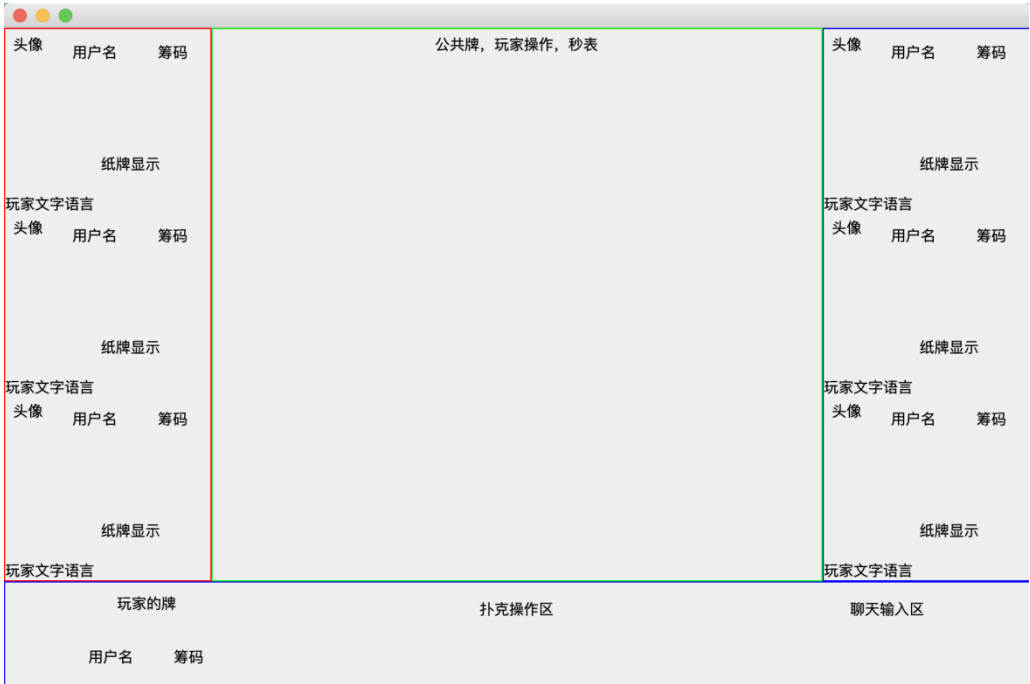 头像 用户名 筹码
纸牌显示
玩家文字语言
头像 用户名 筹码
纸牌显示
玩家文字语言
头像 用户名 筹码
纸牌显示
玩家文字语言
公共牌，玩家操作，秒表
头像 用户名 筹码
纸牌显示
玩家文字语言
头像 用户名 筹码
纸牌显示
玩家文字语言
头像 用户名 筹码
纸牌显示
玩家文字语言
玩家的牌
用户名 筹码
扑克操作区
聊天输入区